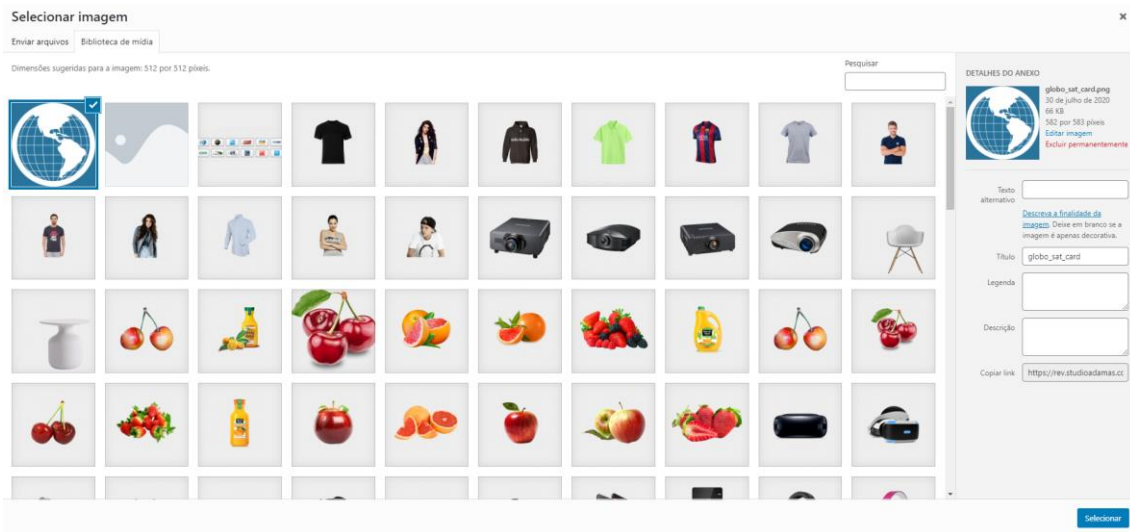 Selecionar imagem
Enviar arquivos
Biblioteca de mídia
Dimensões sugeridas para a imagem: 512 por 512 pixels.
Pesquisar
DETALHES DO ANEXO
globo_sat_card.png
30 de julho de 2020
66 KB
582 por 583 pixels
Editar imagem
Excluir permanentemente
Texto
alternativo
Descreva a finalidade da
imagem. Deixe em branco se a
imagem é apenas decorativa.
Título
globo_sat_card
Legenda
Descrição
Copiar link
https://rev.studioadamas.cc
Selecionar